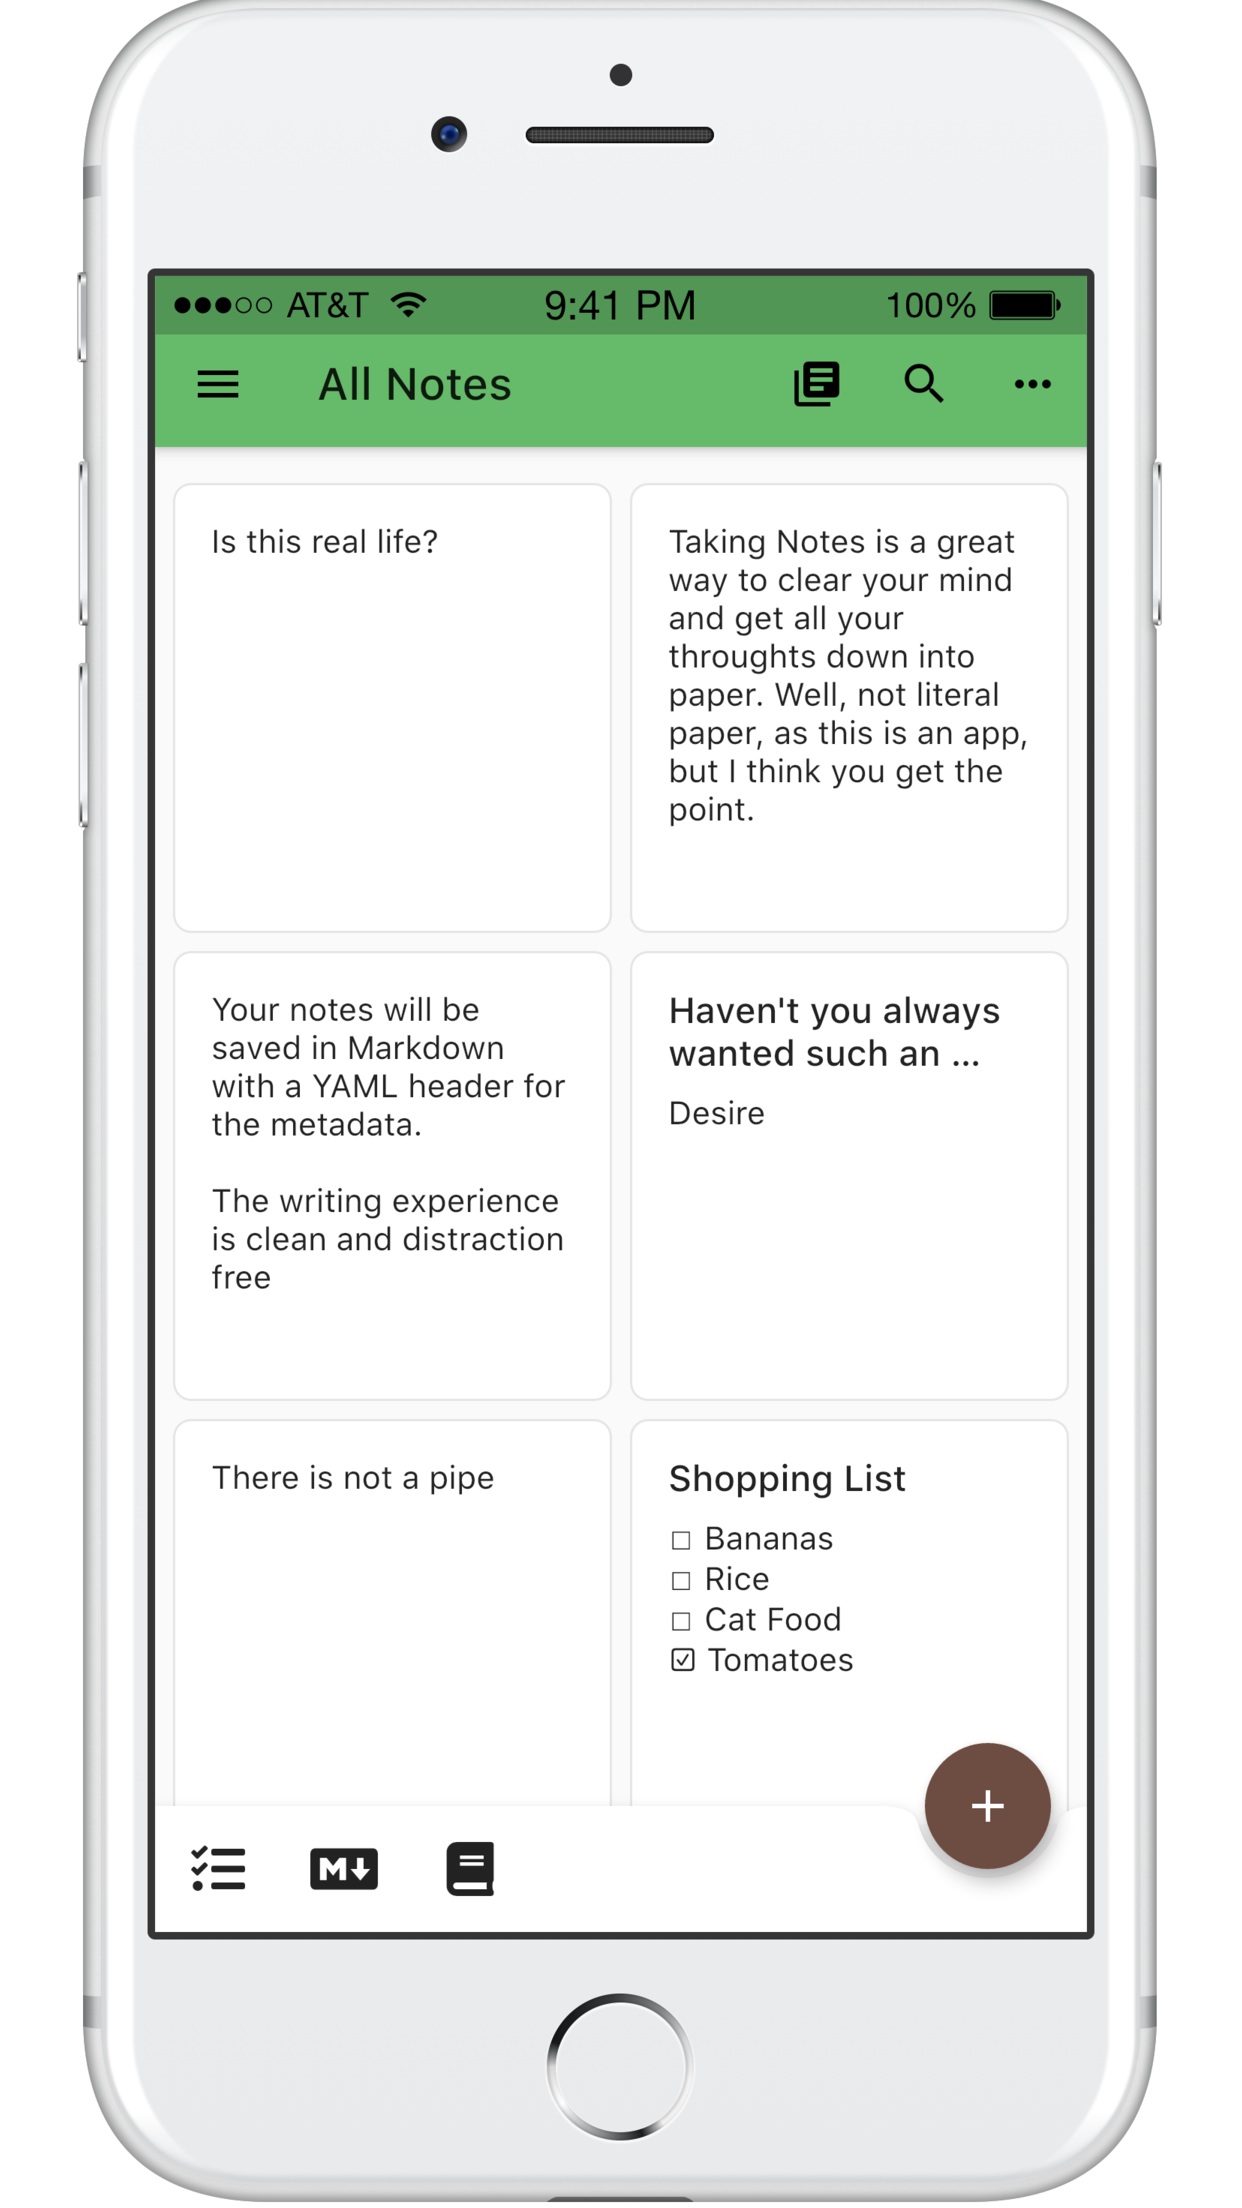 AT&T 9:41 PM 100%
All Notes
Is this real life?
Taking Notes is a great
way to clear your mind
and get all your
throughts down into
paper. Well, not literal
paper, as this is an app,
but I think you get the
point.
Your notes will be
saved in Markdown
with a YAML header for
the metadata.
The writing experience
is clean and distraction
free
Haven't you always
wanted such an ...
Desire
There is not a pipe
Shopping List
☐ Bananas
☐ Rice
☐ Cat Food
☑ Tomatoes
+
M↓